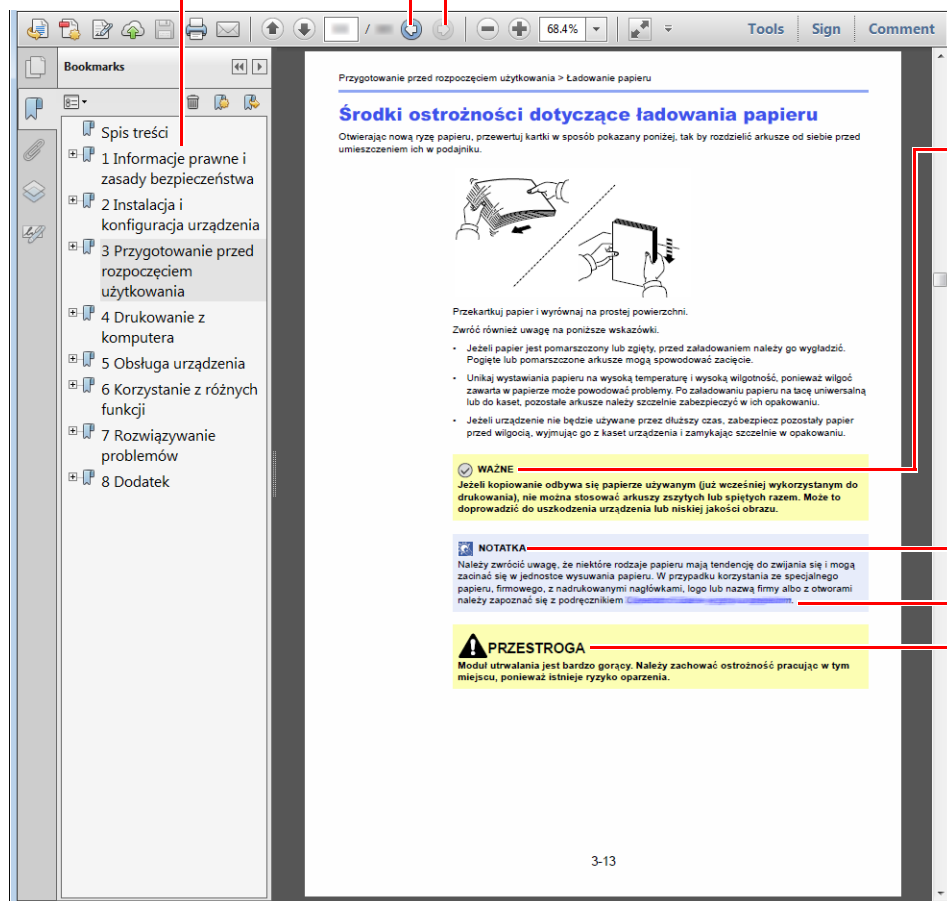 /
68.4%
Tools
Sign
Comment
Bookmarks
Spis treści
1 Informacje prawne i
zasady bezpieczeństwa
2 Instalacja i
konfiguracja urządzenia
3 Przygotowanie przed
rozpoczęciem
użytkowania
4 Drukowanie z
komputera
5 Obsługa urządzenia
6 Korzystanie z różnych
funkcji
7 Rozwiązywanie
problemów
8 Dodatek
Przygotowanie przed rozpoczęciem użytkowania > Ładowanie papieru
Środki ostrożności dotyczące ładowania papieru
Otwierając nową ryzę papieru, przewertuj kartki w sposób pokazany poniżej, tak by rozdzielić arkusze od siebie przed
umieszczeniem ich w podajniku.
Przekartkuj papier i wyrównaj na prostej powierzchni.
Zwróć również uwagę na poniższe wskazówki.
• Jeżeli papier jest pomarszczony lub zgięty, przed załadowaniem należy go wygładzić.
Pogięte lub pomarszczone arkusze mogą spowodować zacięcie.
• Unikaj wystawiania papieru na wysoką temperaturę i wysoką wilgotność, ponieważ wilgoć
zawarta w papierze może powodować problemy. Po załadowaniu papieru na tacę uniwersalną
lub do kaset, pozostałe arkusze należy szczelnie zabezpieczyć w ich opakowaniu.
• Jeżeli urządzenie nie będzie używane przez dłuższy czas, zabezpiecz pozostały papier
przed wilgocią, wyjmując go z kaset urządzenia i zamykając szczelnie w opakowaniu.
WAŻNE
Jeżeli kopiowanie odbywa się papierze używanym (już wcześniej wykorzystanym do
drukowania), nie można stosować arkuszy zszytych lub spiętych razem. Może to
doprowadzić do uszkodzenia urządzenia lub niskiej jakości obrazu.
NOTATKA
Należy zwrócić uwagę, że niektóre rodzaje papieru mają tendencję do zwijania się i mogą
zacinać się w jednostce wysuwania papieru. W przypadku korzystania ze specjalnego
papieru, firmowego, z nadrukowanymi nagłówkami, logo lub nazwą firmy albo z otworami
należy zapoznać się z podręcznikiem
PRZESTROGA
Moduł utrwalania jest bardzo gorący. Należy zachować ostrożność pracując w tym
miejscu, ponieważ istnieje ryzyko oparzenia.
3-13